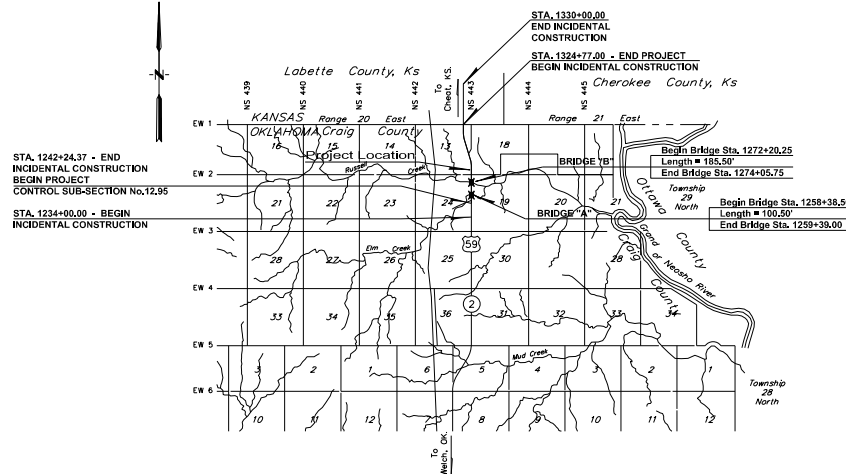 STA. 1330+00.00
END INCIDENTAL
CONSTRUCTION
STA. 1324+77.00 - END PROJECT
BEGIN INCIDENTAL CONSTRUCTION
-N-
Labette County, Ks
Cherokee County, Ks
To
Cheat, KS.
NS 439
NS 440
NS 441
NS 442
NS 443
NS 444
NS 445
KANSAS Range 20 East
Range 21 East
EW 1
OKLAHOMA Craig County
16 15 14 13 18
Project Location
STA. 1242+24.37 - END
INCIDENTAL CONSTRUCTION
BEGIN PROJECT
CONTROL SUB-SECTION No.12.95
STA. 1234+00.00 - BEGIN
INCIDENTAL CONSTRUCTION
Russell Creek
EW 2
BRIDGE "B"
Begin Bridge Sta. 1272+20.25
Length = 185.50'
End Bridge Sta. 1274+05.75
21 22 23 24 19 20 21
BRIDGE "A"
Begin Bridge Sta. 1258+38.50
Length = 100.50'
End Bridge Sta. 1259+39.00
Ottawa County
Township
29
North
Craig County
Grand or Neosho River
EW 3
59
Elm Creek
28 27 26 25 30 28
EW 4
2
33 34 35 36 31 32 33 34
EW 5
Mud Creek
3 2 1 6 5 4 3 2 1
EW 6
Township
28
North
10 11 12 7 8 9 10 11 12
To
Welch, OK.